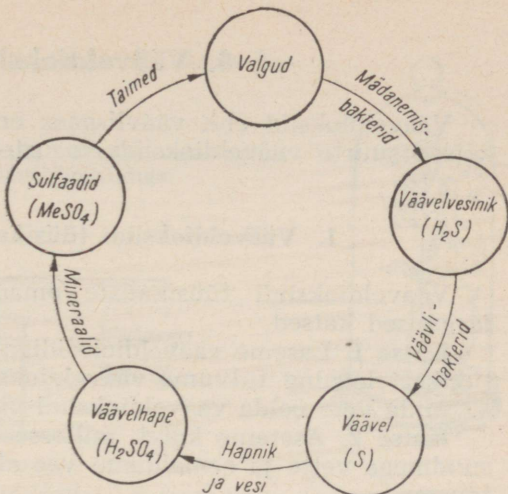 Valgud
Mädanemis-
bakterid
Väävelvesinik
(H₂S)
Väävli-
bakterid
Väävel
(S)
Hapnik
ja vesi
Väävelhape
(H₂SO₄)
Mineraalid
Sulfaadid
(MeSO₄)
Taimed